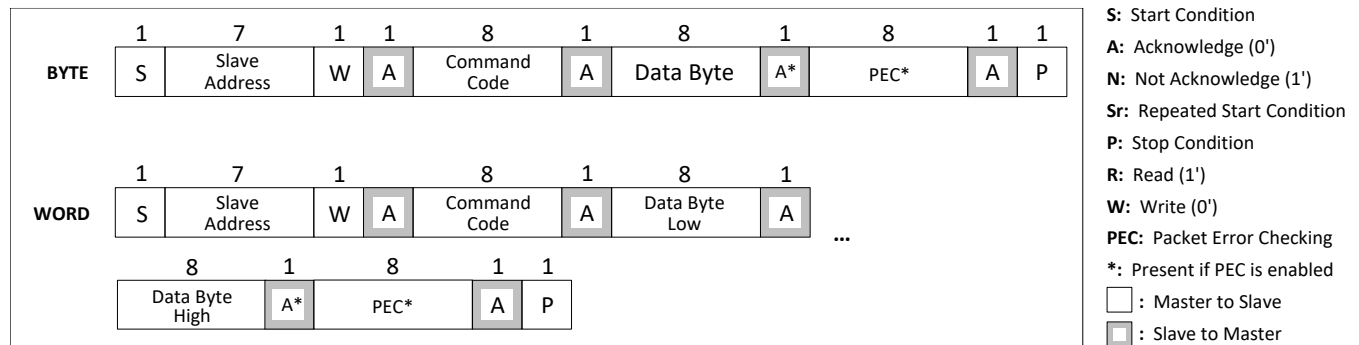 1 7 1 1 8 1 8 1 8 1 1
BYTE S Slave Address W A Command Code A Data Byte A* PEC* A P
1 7 1 8 1 8 1
WORD S Slave Address W A Command Code A Data Byte Low A ...
8 1 8 1 1
Data Byte High A* PEC* A P
S: Start Condition
A: Acknowledge (0')
N: Not Acknowledge (1')
Sr: Repeated Start Condition
P: Stop Condition
R: Read (1')
W: Write (0')
PEC: Packet Error Checking
*: Present if PEC is enabled
: Master to Slave
: Slave to Master